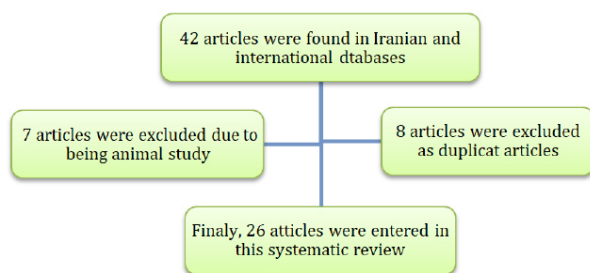 42 articles were found in Iranian and
international dtabases
7 articles were excluded due to
being animal study
8 articles were excluded
as duplicat articles
Finaly, 26 atticles were entered in
this systematic review